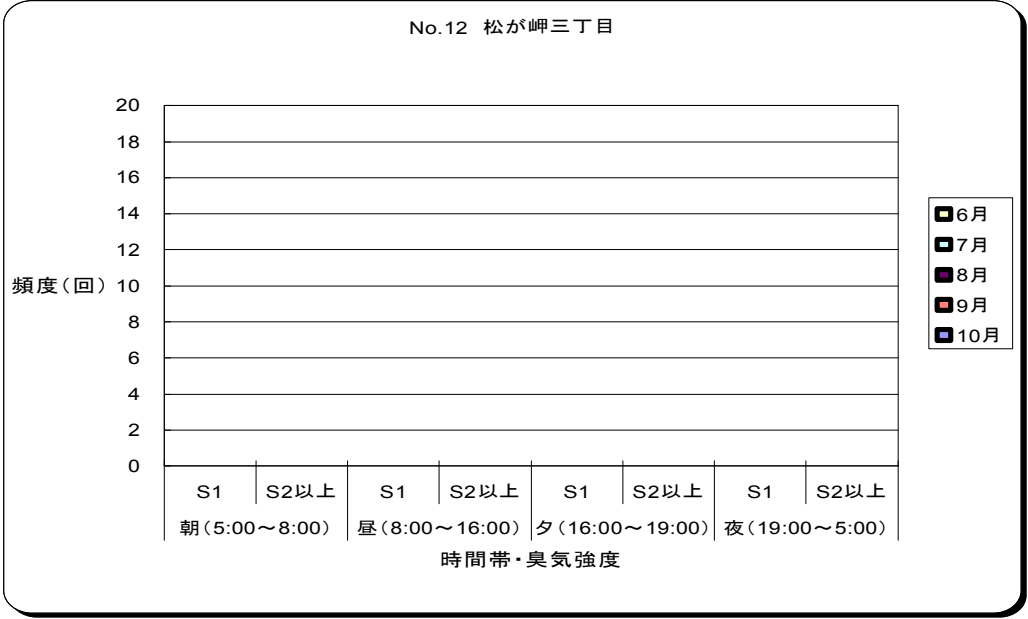 No.12 松が岬三丁目
20
18
16
14
12
頻度(回) 10
8
6
4
2
0
6月
7月
8月
9月
10月
S1 S2以上 S1 S2以上 S1 S2以上 S1 S2以上
朝(5:00～8:00) 昼(8:00～16:00) 夕(16:00～19:00) 夜(19:00～5:00)
時間帯・臭気強度